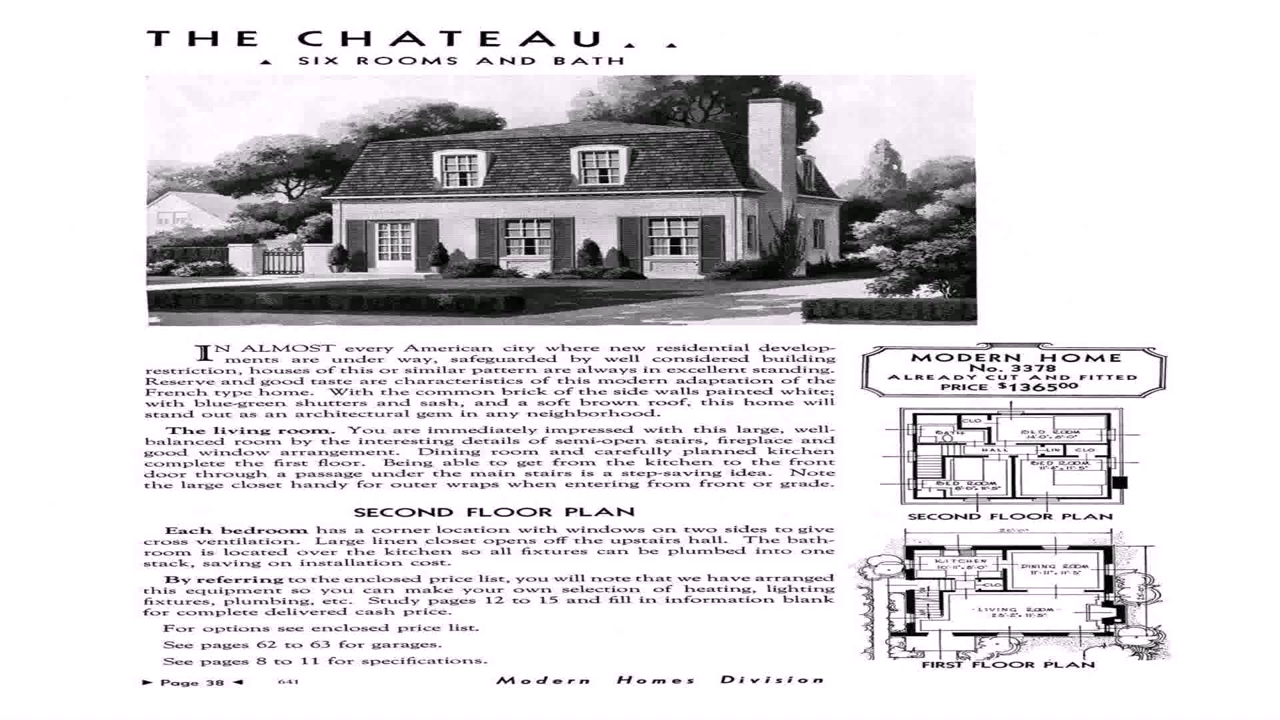 THE CHATEAU
SIX ROOMS AND BATH
IN ALMOST every American city where new residential develop-
ments are under way, safeguarded by well considered building
restriction, houses of this or similar pattern are always in excellent standing.
Reserve and good taste are characteristics of this modern adaptation of the
French type home. With the common brick of the side walls painted white;
with blue-green shutters and sash, and a soft brown roof, this home will
stand out as an architectural gem in any neighborhood.
The living room. You are immediately impressed with this large, well-
balanced room by the interesting details of semi-open stairs, fireplace and
good window arrangement. Dining room and carefully planned kitchen
complete the first floor. Being able to get from the kitchen to the front
door through a passage under the main stairs is a step-saving idea. Note
the large closet handy for outer wraps when entering from front or grade.
SECOND FLOOR PLAN
Each bedroom has a corner location with windows on two sides to give
cross ventilation. Large linen closet opens off the upstairs hall. The bath-
room is located over the kitchen so all fixtures can be plumbed into one
stack, saving on installation cost.
By referring to the enclosed price list, you will note that we have arranged
this equipment so you can make your own selection of heating, lighting
fixtures, plumbing, etc. Study pages 12 to 15 and fill in information blank
for complete delivered cash price.
For options see enclosed price list.
See pages 62 to 63 for garages.
See pages 8 to 11 for specifications.
Page 38
641
Modern Homes Division
MODERN HOME
No. 3378
ALREADY CUT AND FITTED
PRICE $1365.00
BATH
CLO
BED ROOM
HALL
LIN
CLO
BED ROOM
BED ROOM
SECOND FLOOR PLAN
KITCHEN
DINING ROOM
11'-11", 11'-5"
CLO
LIVING ROOM
FIRST FLOOR PLAN